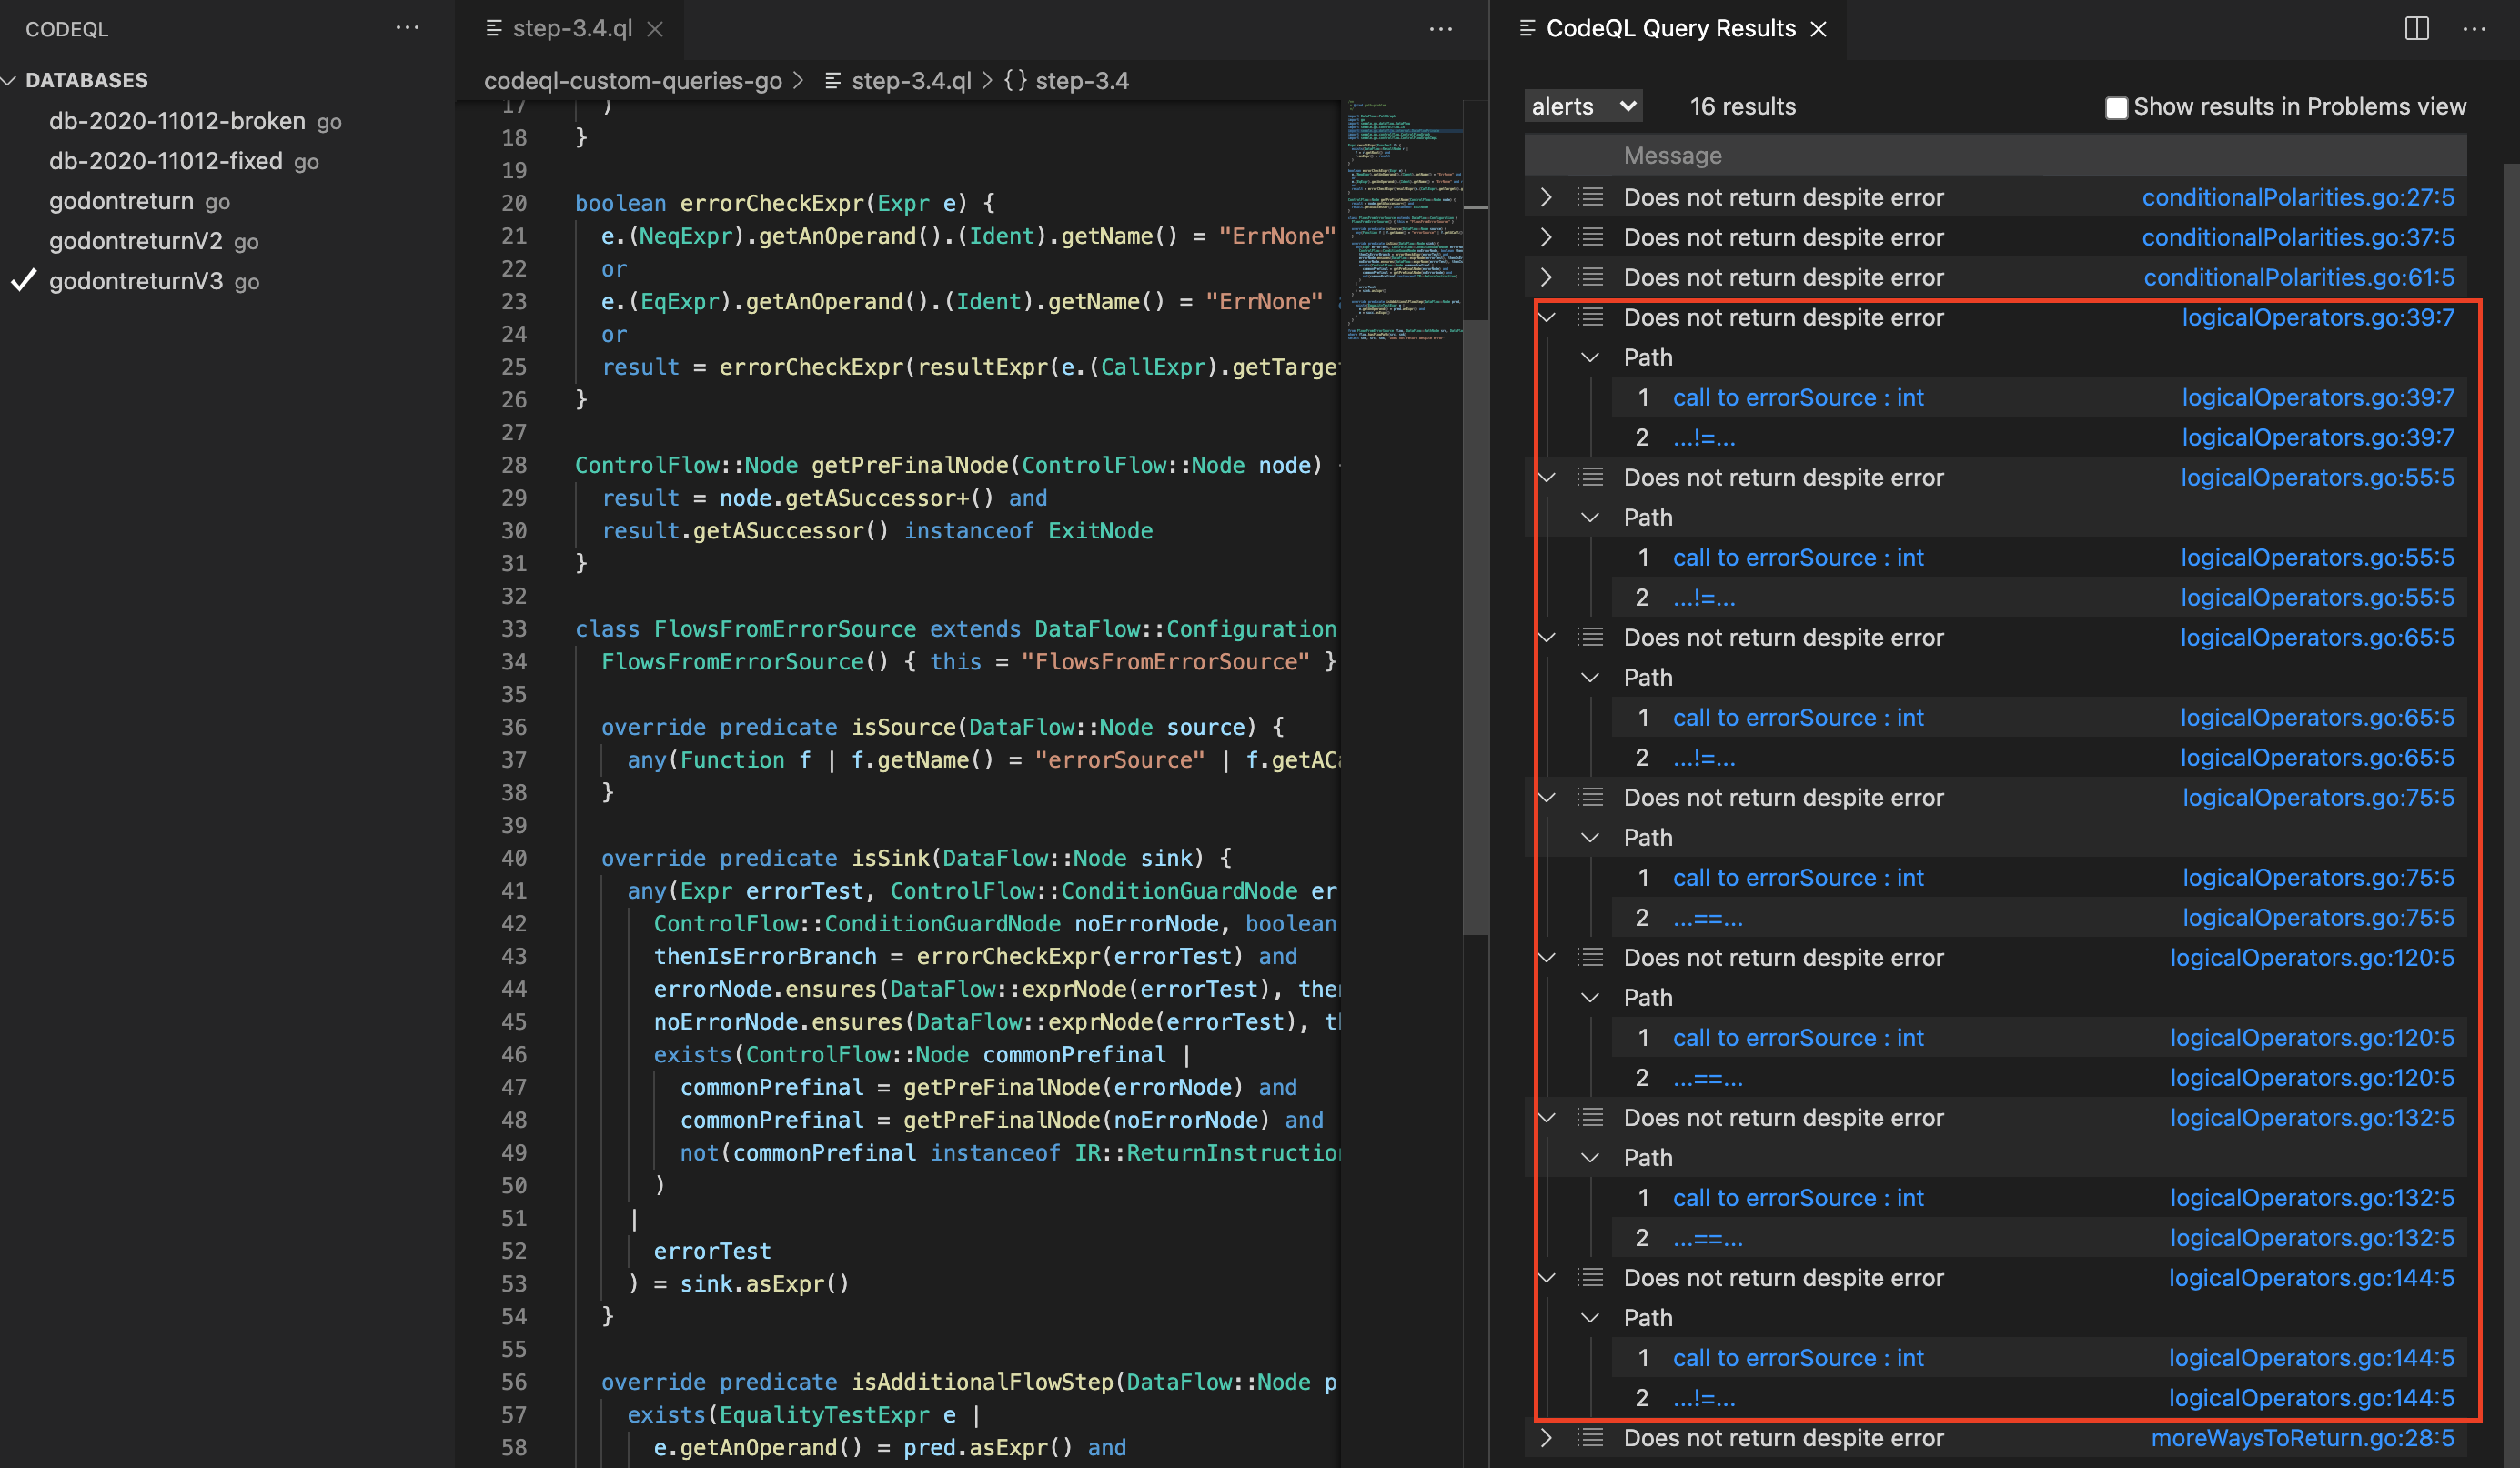 CODEQL
DATABASES
db-2020-11012-broken go
db-2020-11012-fixed go
godontreturn go
godontreturnV2 go
godontreturnV3 go
step-3.4.ql
codeql-custom-queries-go > step-3.4.ql > {} step-3.4
17 )
18 }
19
20 boolean errorCheckExpr(Expr e) {
21 e.(NeqExpr).getAnOperand().(Ident).getName() = "ErrNone"
22 or
23 e.(EqExpr).getAnOperand().(Ident).getName() = "ErrNone"
24 or
25 result = errorCheckExpr(resultExpr(e.(CallExpr).getTarge
26 }
27
28 ControlFlow::Node getPreFinalNode(ControlFlow::Node node)
29 result = node.getASuccessor+() and
30 result.getASuccessor() instanceof ExitNode
31 }
32
33 class FlowsFromErrorSource extends DataFlow::Configuration
34 FlowsFromErrorSource() { this = "FlowsFromErrorSource" }
35
36 override predicate isSource(DataFlow::Node source) {
37 any(Function f | f.getName() = "errorSource" | f.getAC
38 }
39
40 override predicate isSink(DataFlow::Node sink) {
41 any(Expr errorTest, ControlFlow::ConditionGuardNode er
42 ControlFlow::ConditionGuardNode noErrorNode, boolean
43 thenIsErrorBranch = errorCheckExpr(errorTest) and
44 errorNode.ensures(DataFlow::exprNode(errorTest), the
45 noErrorNode.ensures(DataFlow::exprNode(errorTest), t
46 exists(ControlFlow::Node commonPrefinal |
47 commonPrefinal = getPreFinalNode(errorNode) and
48 commonPrefinal = getPreFinalNode(noErrorNode) and
49 not(commonPrefinal instanceof IR::ReturnInstructio
50 )
51 |
52 errorTest
53 ) = sink.asExpr()
54 }
55
56 override predicate isAdditionalFlowStep(DataFlow::Node p
57 exists(EqualityTestExpr e |
58 e.getAnOperand() = pred.asExpr() and
CodeQL Query Results
alerts 16 results Show results in Problems view
Message
Does not return despite error conditionalPolarities.go:27:5
Does not return despite error conditionalPolarities.go:37:5
Does not return despite error conditionalPolarities.go:61:5
Does not return despite error logicalOperators.go:39:7
Path
1 call to errorSource : int logicalOperators.go:39:7
2 ...!=... logicalOperators.go:39:7
Does not return despite error logicalOperators.go:55:5
Path
1 call to errorSource : int logicalOperators.go:55:5
2 ...!=... logicalOperators.go:55:5
Does not return despite error logicalOperators.go:65:5
Path
1 call to errorSource : int logicalOperators.go:65:5
2 ...!=... logicalOperators.go:65:5
Does not return despite error logicalOperators.go:75:5
Path
1 call to errorSource : int logicalOperators.go:75:5
2 ...==... logicalOperators.go:75:5
Does not return despite error logicalOperators.go:120:5
Path
1 call to errorSource : int logicalOperators.go:120:5
2 ...==... logicalOperators.go:120:5
Does not return despite error logicalOperators.go:132:5
Path
1 call to errorSource : int logicalOperators.go:132:5
2 ...==... logicalOperators.go:132:5
Does not return despite error logicalOperators.go:144:5
Path
1 call to errorSource : int logicalOperators.go:144:5
2 ...!=... logicalOperators.go:144:5
Does not return despite error moreWaysToReturn.go:28:5